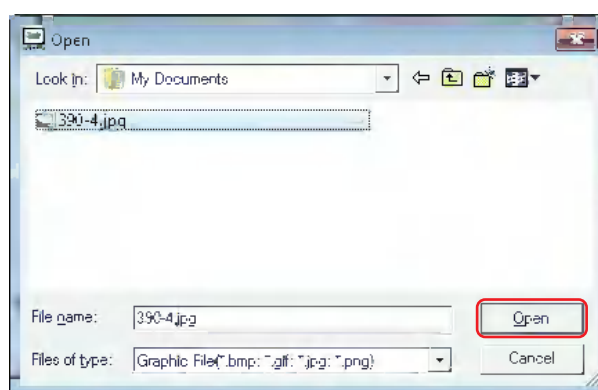 Open
Look in: My Documents
390-4.jpg
File name: 390-4.jpg Open
Files of type: Graphic File(*.bmp; *.gif; *.jpg; *.png) Cancel